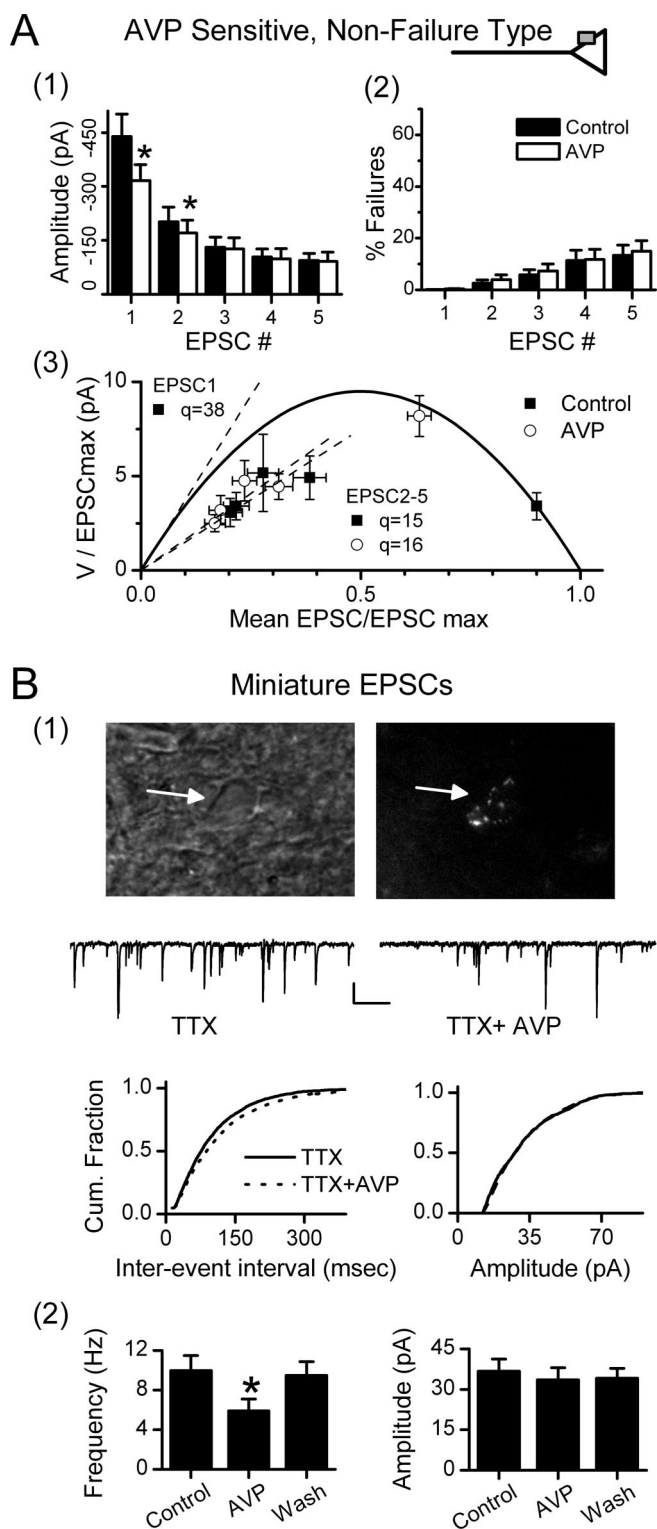 A
AVP Sensitive, Non-Failure Type
(1)
Amplitude (pA)
-450
-300
-150
0
*
*
1 2 3 4 5
EPSC #
(2)
% Failures
60
40
20
0
Control
AVP
1 2 3 4 5
EPSC #
(3)
V / EPSCmax (pA)
10
5
0
EPSC1
q=38
Control
AVP
EPSC2-5
q=15
q=16
0.0 0.5 1.0
Mean EPSC/EPSC max
B
Miniature EPSCs
(1)
TTX
TTX+ AVP
Cum. Fraction
1.0
0.5
0.0
TTX
TTX+AVP
0 150 300
Inter-event interval (msec)
1.0
0.5
0.0
0 35 70
Amplitude (pA)
(2)
Frequency (Hz)
12
8
4
0
*
Control AVP Wash
Amplitude (pA)
45
30
15
0
Control AVP Wash